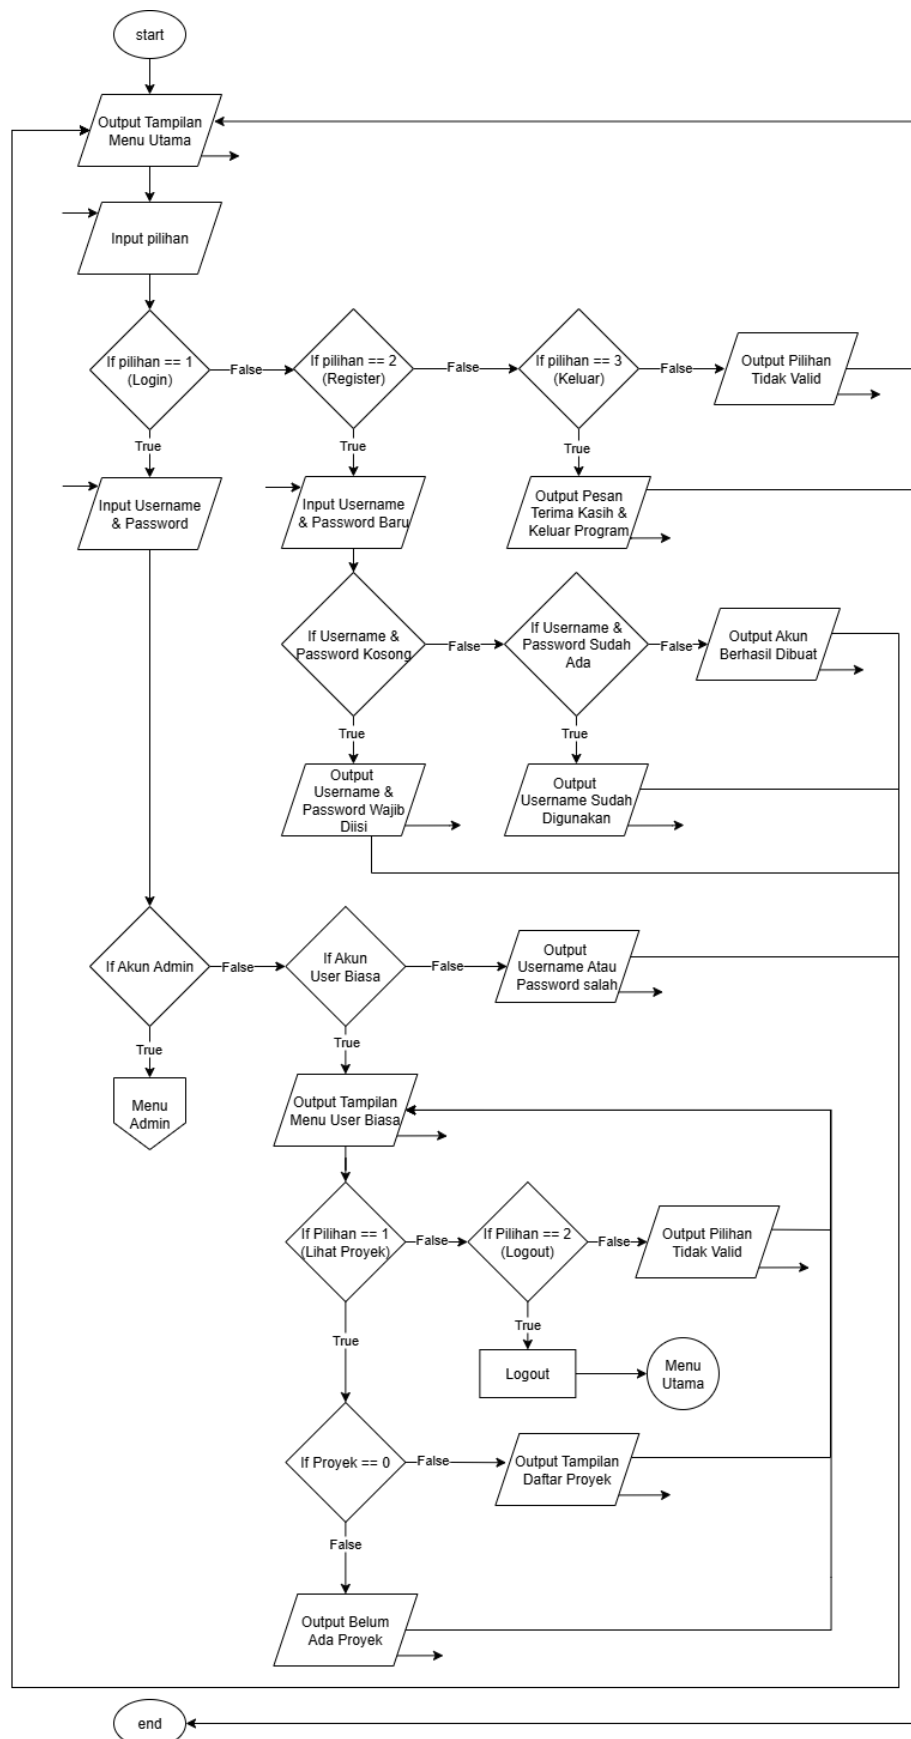 start
Output Tampilan
Menu Utama
Input pilihan
If pilihan == 1
(Login)
False
If pilihan == 2
(Register)
False
If pilihan == 3
(Keluar)
False
Output Pilihan
Tidak Valid
True
True
True
Input Username
& Password
Input Username
& Password Baru
Output Pesan
Terima Kasih &
Keluar Program
If Username &
Password Kosong
False
If Username &
Password Sudah
Ada
False
Output Akun
Berhasil Dibuat
True
True
Output
Username &
Password Wajib
Diisi
Output
Username Sudah
Digunakan
If Akun Admin
False
If Akun
User Biasa
False
Output
Username Atau
Password salah
True
True
Menu
Admin
Output Tampilan
Menu User Biasa
If Pilihan == 1
(Lihat Proyek)
False
If Pilihan == 2
(Logout)
False
Output Pilihan
Tidak Valid
True
True
Logout
Menu
Utama
If Proyek == 0
False
Output Tampilan
Daftar Proyek
False
Output Belum
Ada Proyek
end